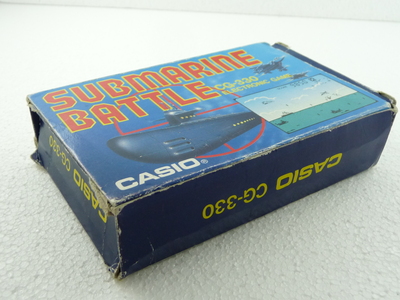 SUBMARINE
BATTLE
CG-330
ELECTRONIC GAME
CASIO®
CASIO CG-330
CASIO CG-330